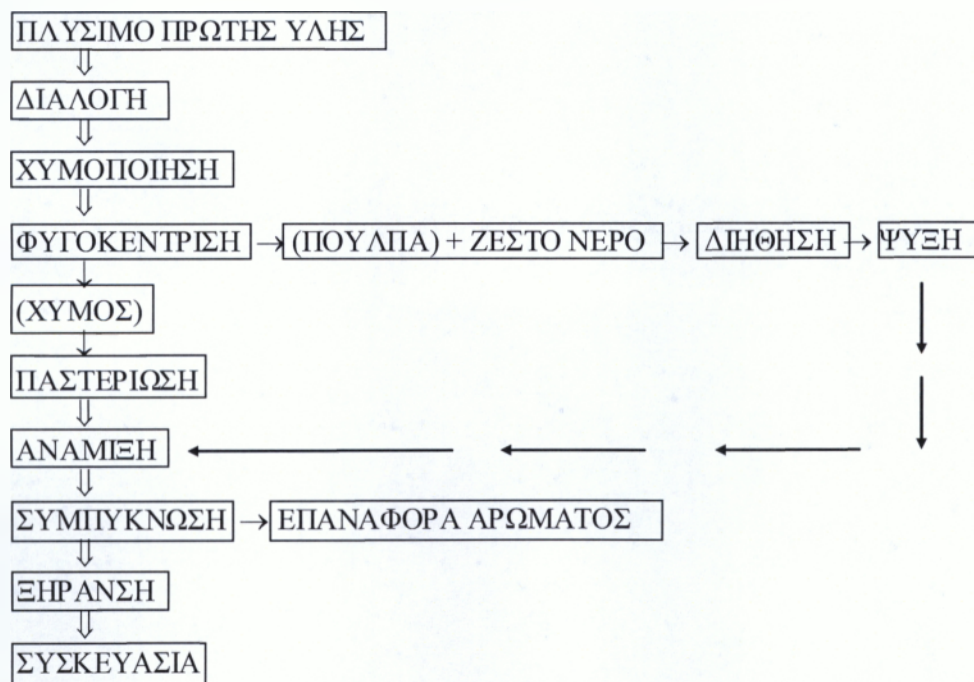 ΠΛΥΣΙΜΟ ΠΡΩΤΗΣ ΥΛΗΣ
ΔΙΑΛΟΓΗ
ΧΥΜΟΠΟΙΗΣΗ
ΦΥΓΟΚΕΝΤΡΙΣΗ → (ΠΟΥΛΠΑ) + ΖΕΣΤΟ ΝΕΡΟ → ΔΙΗΘΗΣΗ → ΨΥΞΗ
(ΧΥΜΟΣ)
ΠΑΣΤΕΡΙΩΣΗ
ΑΝΑΜΙΞΗ
ΣΥΜΠΥΚΝΩΣΗ → ΕΠΑΝΑΦΟΡΑ ΑΡΩΜΑΤΟΣ
ΞΗΡΑΝΣΗ
ΣΥΣΚΕΥΑΣΙΑ